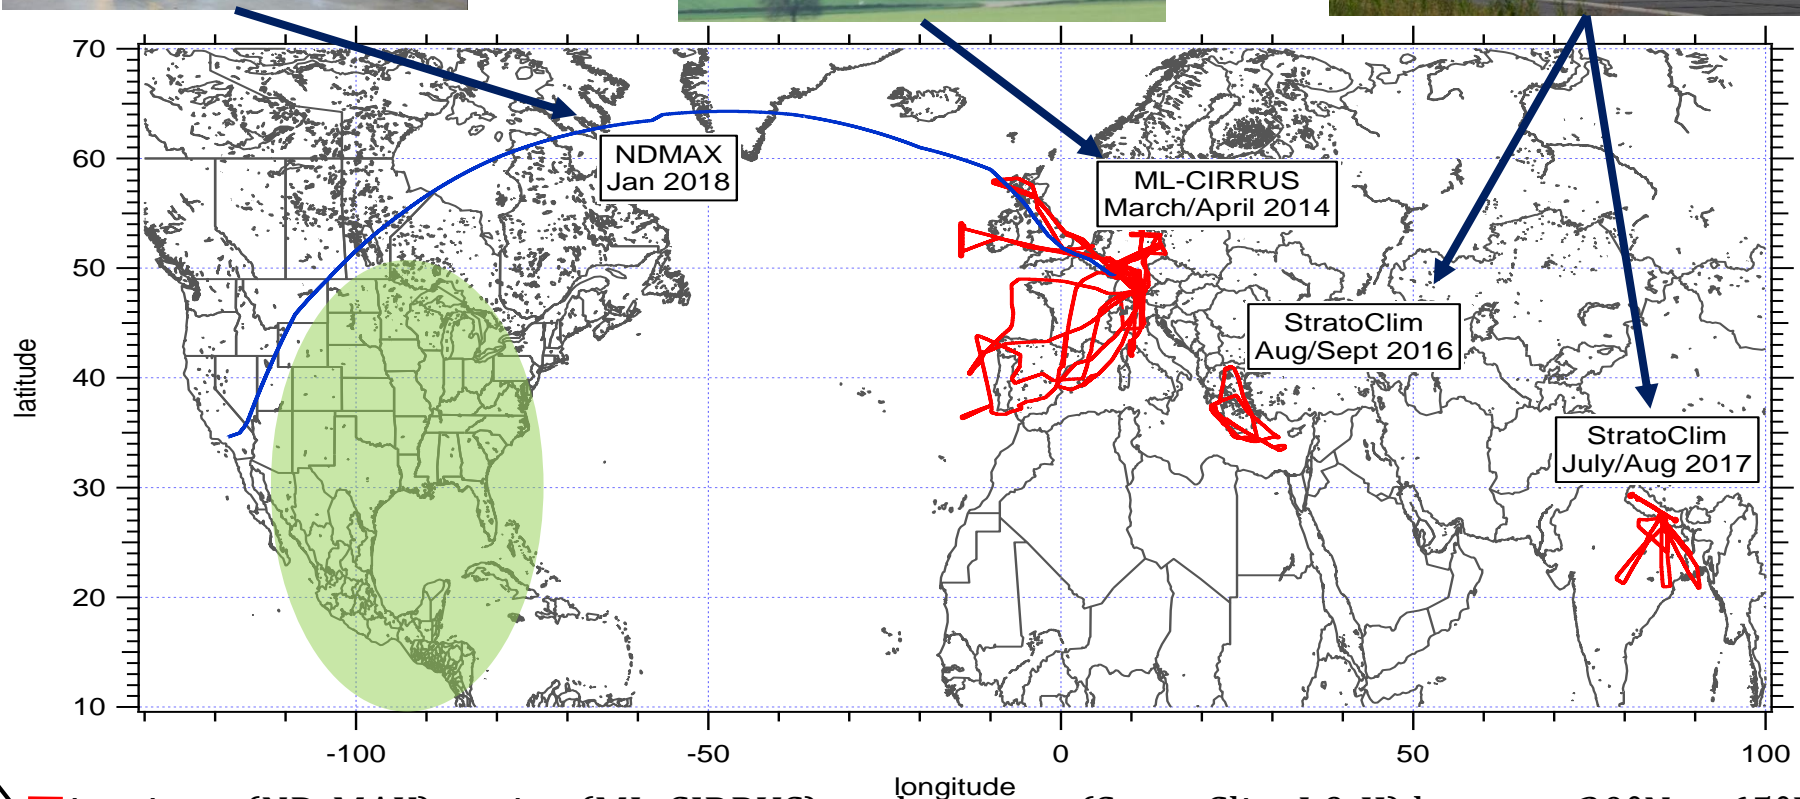 70
60
50
40
30
20
10
latitude
NDMAX
Jan 2018
ML-CIRRUS
March/April 2014
StratoClim
Aug/Sept 2016
StratoClim
July/Aug 2017
-100
-50
0
50
100
longitude